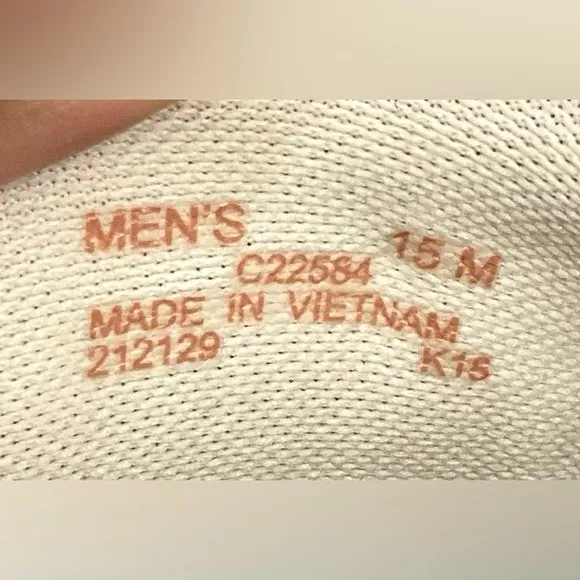 MEN'S 15 M
C22584
MADE IN VIETNAM
212129 K15